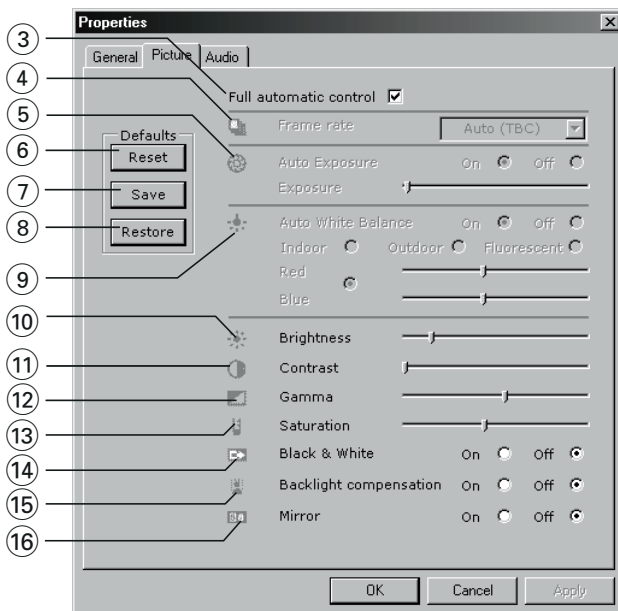 Properties
General Picture Audio
3
Full automatic control
4
Frame rate Auto (TBC)
5
Auto Exposure On Off
Exposure
Defaults
6
Reset
7
Save
8
Restore
9
Auto White Balance On Off
Indoor Outdoor Fluorescent
Red
Blue
10
Brightness
11
Contrast
12
Gamma
13
Saturation
14
Black & White On Off
15
Backlight compensation On Off
16
Mirror On Off
OK Cancel Apply